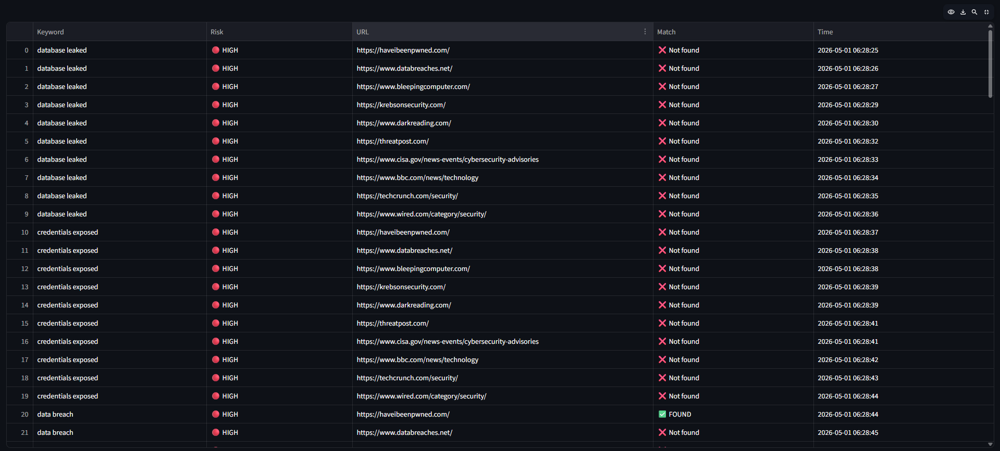 Keyword Risk URL Match Time
0 database leaked HIGH https://haveibeenpwned.com/ Not found 2026-05-01 06:28:25
1 database leaked HIGH https://www.databreaches.net/ Not found 2026-05-01 06:28:26
2 database leaked HIGH https://www.bleepingcomputer.com/ Not found 2026-05-01 06:28:27
3 database leaked HIGH https://krebsonsecurity.com/ Not found 2026-05-01 06:28:29
4 database leaked HIGH https://www.darkreading.com/ Not found 2026-05-01 06:28:30
5 database leaked HIGH https://threatpost.com/ Not found 2026-05-01 06:28:32
6 database leaked HIGH https://www.cisa.gov/news-events/cybersecurity-advisories Not found 2026-05-01 06:28:33
7 database leaked HIGH https://www.bbc.com/news/technology Not found 2026-05-01 06:28:34
8 database leaked HIGH https://techcrunch.com/security/ Not found 2026-05-01 06:28:35
9 database leaked HIGH https://www.wired.com/category/security/ Not found 2026-05-01 06:28:36
10 credentials exposed HIGH https://haveibeenpwned.com/ Not found 2026-05-01 06:28:37
11 credentials exposed HIGH https://www.databreaches.net/ Not found 2026-05-01 06:28:38
12 credentials exposed HIGH https://www.bleepingcomputer.com/ Not found 2026-05-01 06:28:38
13 credentials exposed HIGH https://krebsonsecurity.com/ Not found 2026-05-01 06:28:39
14 credentials exposed HIGH https://www.darkreading.com/ Not found 2026-05-01 06:28:39
15 credentials exposed HIGH https://threatpost.com/ Not found 2026-05-01 06:28:41
16 credentials exposed HIGH https://www.cisa.gov/news-events/cybersecurity-advisories Not found 2026-05-01 06:28:41
17 credentials exposed HIGH https://www.bbc.com/news/technology Not found 2026-05-01 06:28:42
18 credentials exposed HIGH https://techcrunch.com/security/ Not found 2026-05-01 06:28:43
19 credentials exposed HIGH https://www.wired.com/category/security/ Not found 2026-05-01 06:28:44
20 data breach HIGH https://haveibeenpwned.com/ FOUND 2026-05-01 06:28:44
21 data breach HIGH https://www.databreaches.net/ Not found 2026-05-01 06:28:45